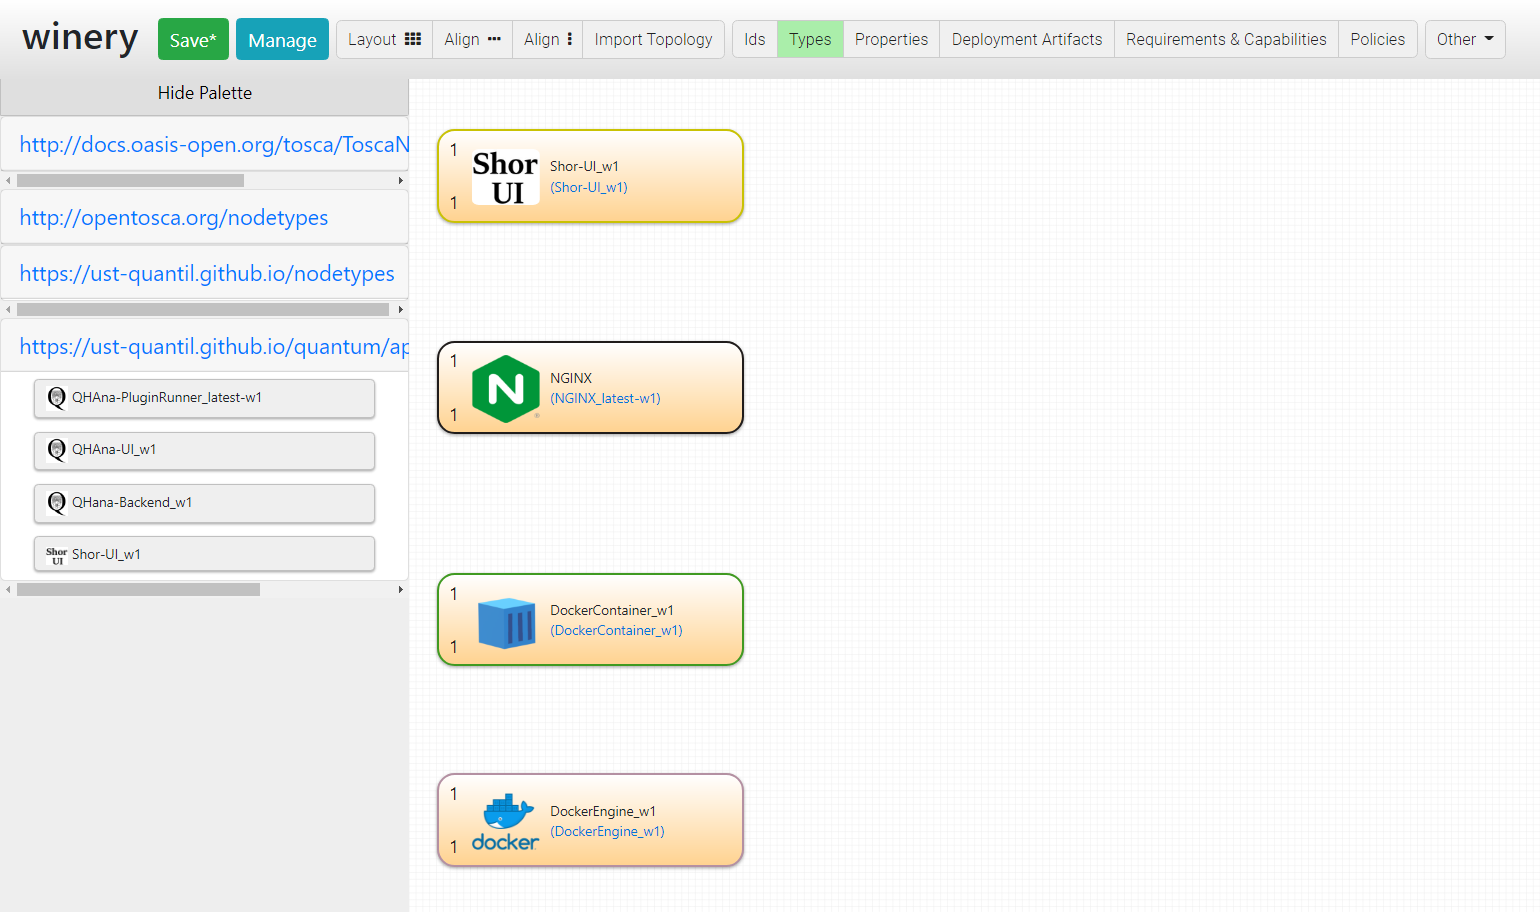 winery
Save*
Manage
Layout
Align
Align
Import Topology
Ids
Types
Properties
Deployment Artifacts
Requirements & Capabilities
Policies
Other
Hide Palette
http://docs.oasis-open.org/tosca/ToscaN
http://opentosca.org/nodetypes
https://ust-quantil.github.io/nodetypes
https://ust-quantil.github.io/quantum/ap
QHAna-PluginRunner_latest-w1
QHAna-UI_w1
QHana-Backend_w1
Shor UI
Shor-UI_w1
1
Shor
UI
Shor-UI_w1
(Shor-UI_w1)
1
1
N
NGINX
(NGINX_latest-w1)
1
1
DockerContainer_w1
(DockerContainer_w1)
1
1
docker
DockerEngine_w1
(DockerEngine_w1)
1